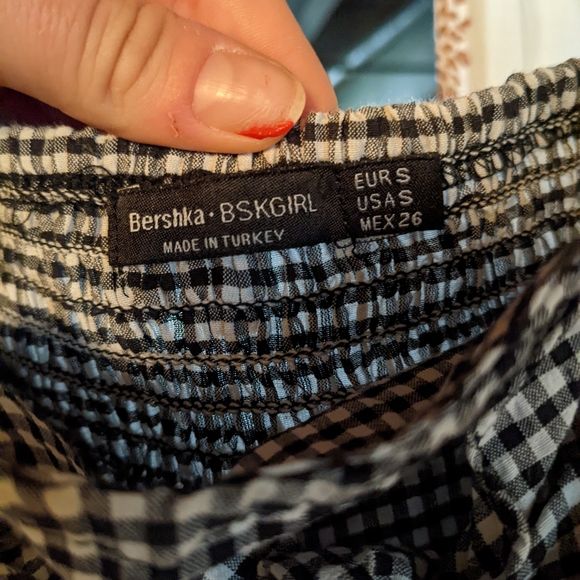 Bershka · BSKGIRL
MADE IN TURKEY
EUR S
USA S
MEX 26